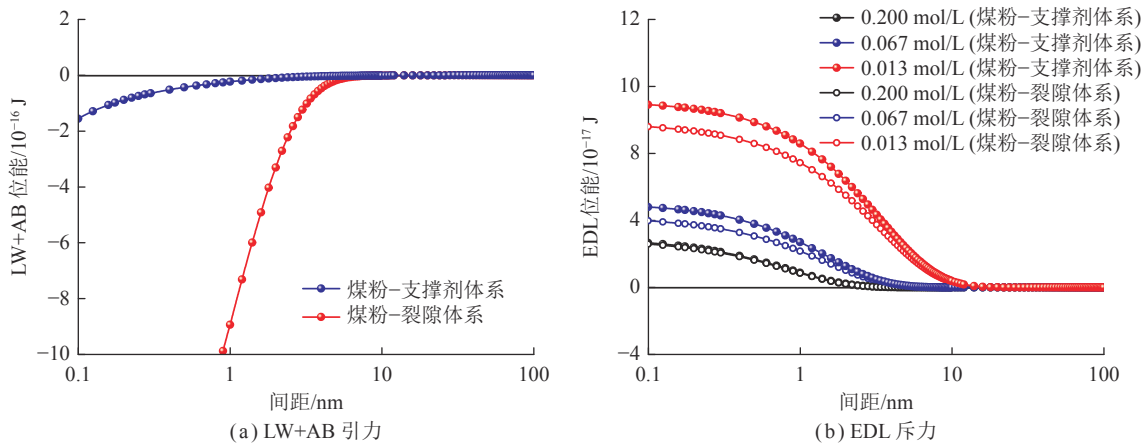 2
0
−2
−4
−6
−8
−10
0.1
1
10
100
LW+AB 位能/10⁻¹⁶ J
煤粉−支撑剂体系
煤粉−裂隙体系
间距/nm
(a) LW+AB 引力
12
8
4
0
−4
0.1
1
10
100
EDL位能/10⁻¹⁷ J
0.200 mol/L (煤粉−支撑剂体系)
0.067 mol/L (煤粉−支撑剂体系)
0.013 mol/L (煤粉−支撑剂体系)
0.200 mol/L (煤粉−裂隙体系)
0.067 mol/L (煤粉−裂隙体系)
0.013 mol/L (煤粉−裂隙体系)
间距/nm
(b) EDL 斥力